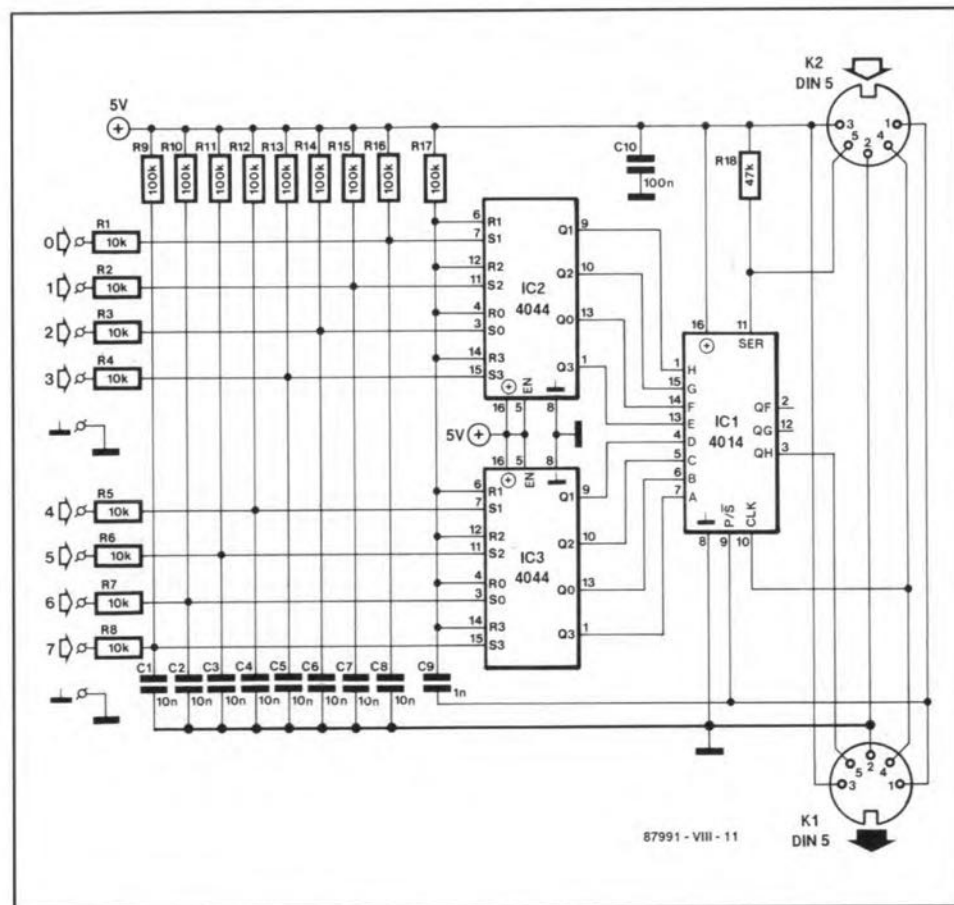 K2
DIN 5
5V
3
1
5
2
4
R9
R10
R11
R12
R13
R14
R15
R16
R17
100k
100k
100k
100k
100k
100k
100k
100k
100k
C10
100n
R18
47k
0
R1
10k
1
R2
10k
2
R3
10k
3
R4
10k
6
R1
7
S1
12
R2
11
S2
4
R0
3
S0
14
R3
15
S3
IC2
4044
Q1
9
Q2
10
Q0
13
Q3
1
16
5
EN
8
5V
16
11
SER
1
H
15
G
14
F
13
E
4
D
5
C
6
B
7
A
IC1
4014
QF
2
QG
12
QH
3
8
9
P/S̅
10
CLK
4
R5
10k
5
R6
10k
6
R7
10k
7
R8
10k
16
5
EN
8
6
R1
7
S1
12
R2
11
S2
4
R0
3
S0
14
R3
15
S3
IC3
4044
Q1
9
Q2
10
Q0
13
Q3
1
C1
C2
C3
C4
C5
C6
C7
C8
C9
10n
10n
10n
10n
10n
10n
10n
10n
1n
5
2
4
3
1
K1
DIN 5
87991 - VIII - 11